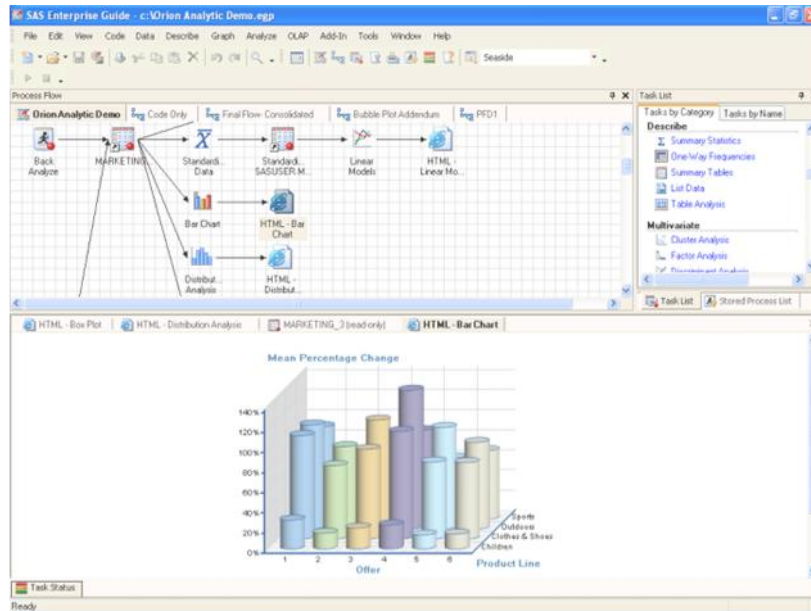 SAS Enterprise Guide - c:\Orion Analytic Demo.egp
File Edit View Code Data Describe Graph Analyze OLAP Add-In Tools Window Help
Seaside
Process Flow
Task List
Orion Analytic Demo Code Only Final Flow- Consolidated Bubble Plot Addendum PFD1
Tasks by Category Tasks by Name
Describe
Summary Statistics
One-Way Frequencies
Summary Tables
List Data
Table Analysis
Multivariate
Cluster Analysis
Factor Analysis
Discriminant Analysis
Back
Analyze
MARKETING_
Standardi...
Data
Standardi...
SASUSER.M...
Linear
Models
HTML -
Linear Mo...
Bar Chart
HTML - Bar
Chart
Distribut...
Analysis
HTML -
Distribut...
Task List Stored Process List
HTML - Box Plot HTML - Distribution Analysis MARKETING_3 (read-only) HTML - Bar Chart
Mean Percentage Change
140%
120%
100%
80%
60%
40%
20%
0%
1 2 3 4 5 6
Offer
Sports
Outdoors
Clothes & Shoes
Children
Product Line
Task Status
Ready